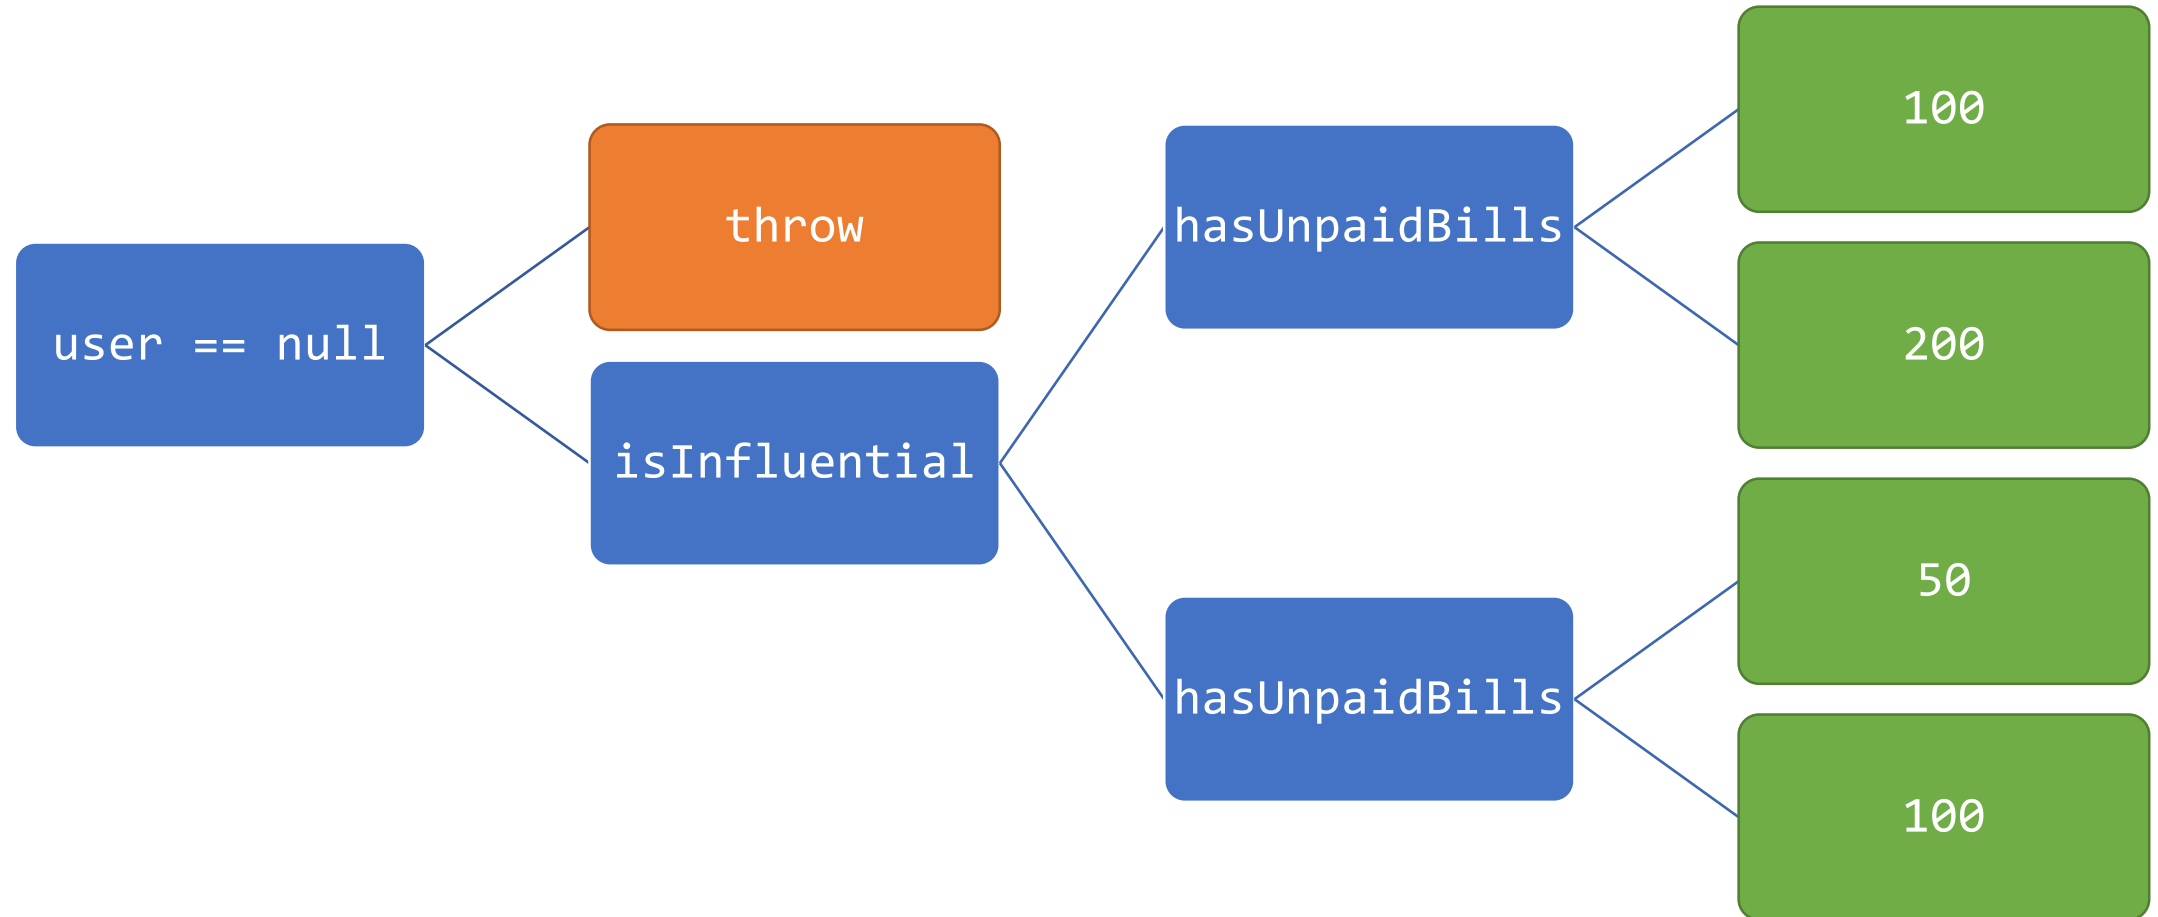 user == null
throw
isInfluential
hasUnpaidBills
100
200
hasUnpaidBills
50
100